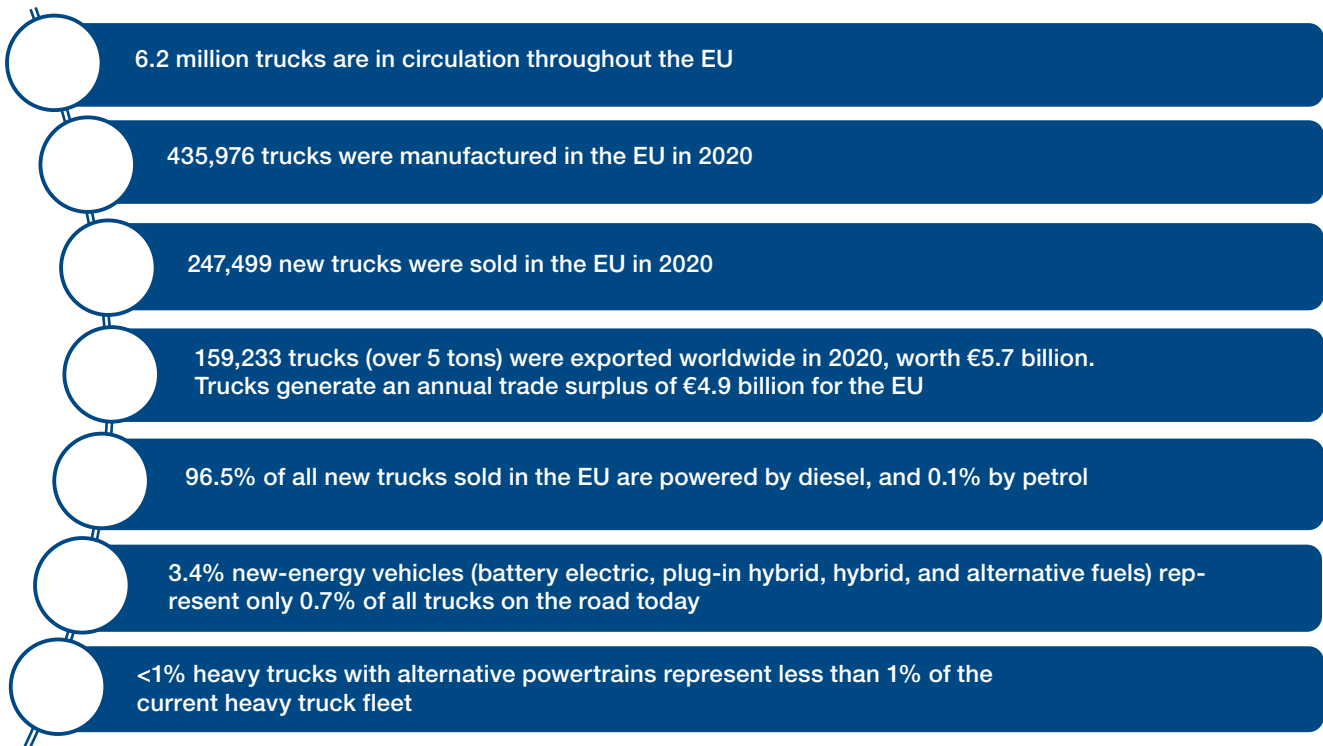 6.2 million trucks are in circulation throughout the EU
435,976 trucks were manufactured in the EU in 2020
247,499 new trucks were sold in the EU in 2020
159,233 trucks (over 5 tons) were exported worldwide in 2020, worth €5.7 billion.
Trucks generate an annual trade surplus of €4.9 billion for the EU
96.5% of all new trucks sold in the EU are powered by diesel, and 0.1% by petrol
3.4% new-energy vehicles (battery electric, plug-in hybrid, hybrid, and alternative fuels) rep-
resent only 0.7% of all trucks on the road today
<1% heavy trucks with alternative powertrains represent less than 1% of the
current heavy truck fleet